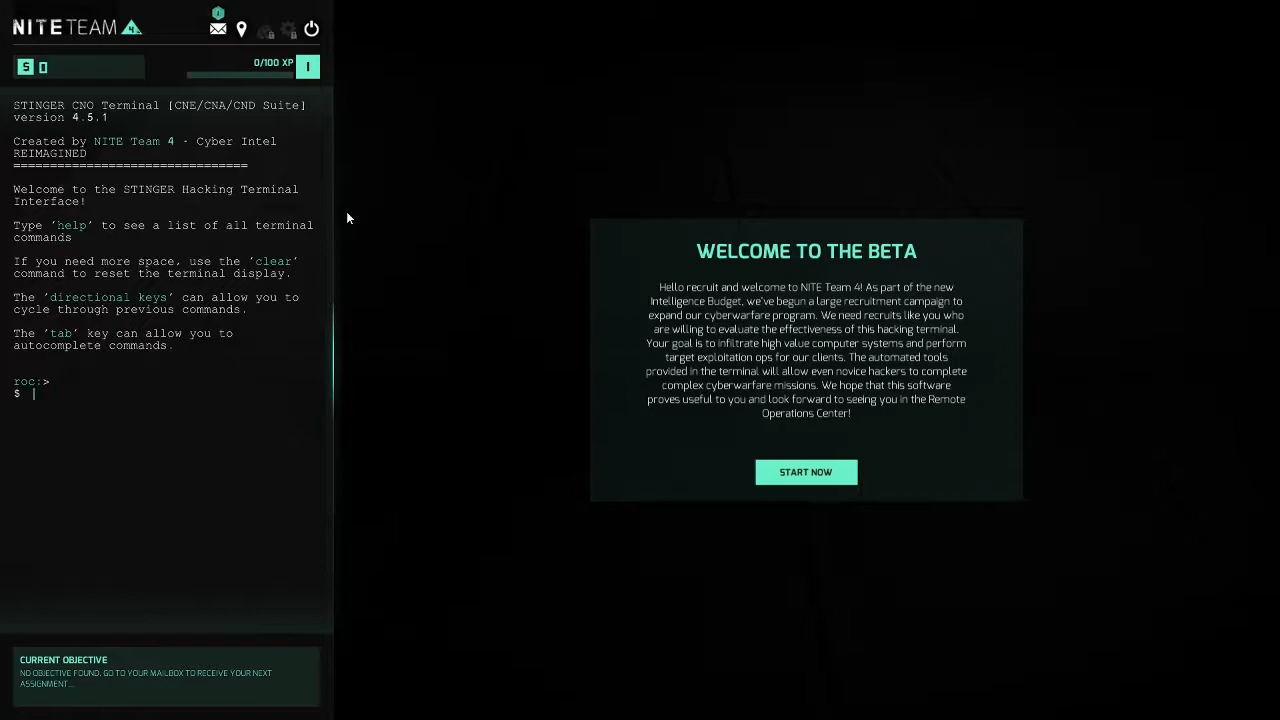 NITE TEAM 4
S 0
0/100 XP I
STINGER CNO Terminal [CNE/CNA/CND Suite]
version 4.5.1
Created by NITE Team 4 - Cyber Intel
REIMAGINED
================================
Welcome to the STINGER Hacking Terminal
Interface!
Type 'help' to see a list of all terminal
commands
If you need more space, use the 'clear'
command to reset the terminal display.
The 'directional keys' can allow you to
cycle through previous commands.
The 'tab' key can allow you to
autocomplete commands.
roc:>
$
CURRENT OBJECTIVE
NO OBJECTIVE FOUND. GO TO YOUR MAILBOX TO RECEIVE YOUR NEXT
ASSIGNMENT...
WELCOME TO THE BETA
Hello recruit and welcome to NITE Team 4! As part of the new
Intelligence Budget, we've begun a large recruitment campaign to
expand our cyberwarfare program. We need recruits like you who
are willing to evaluate the effectiveness of this hacking terminal.
Your goal is to infiltrate high value computer systems and perform
target exploitation ops for our clients. The automated tools
provided in the terminal will allow even novice hackers to complete
complex cyberwarfare missions. We hope that this software
proves useful to you and look forward to seeing you in the Remote
Operations Center!
START NOW